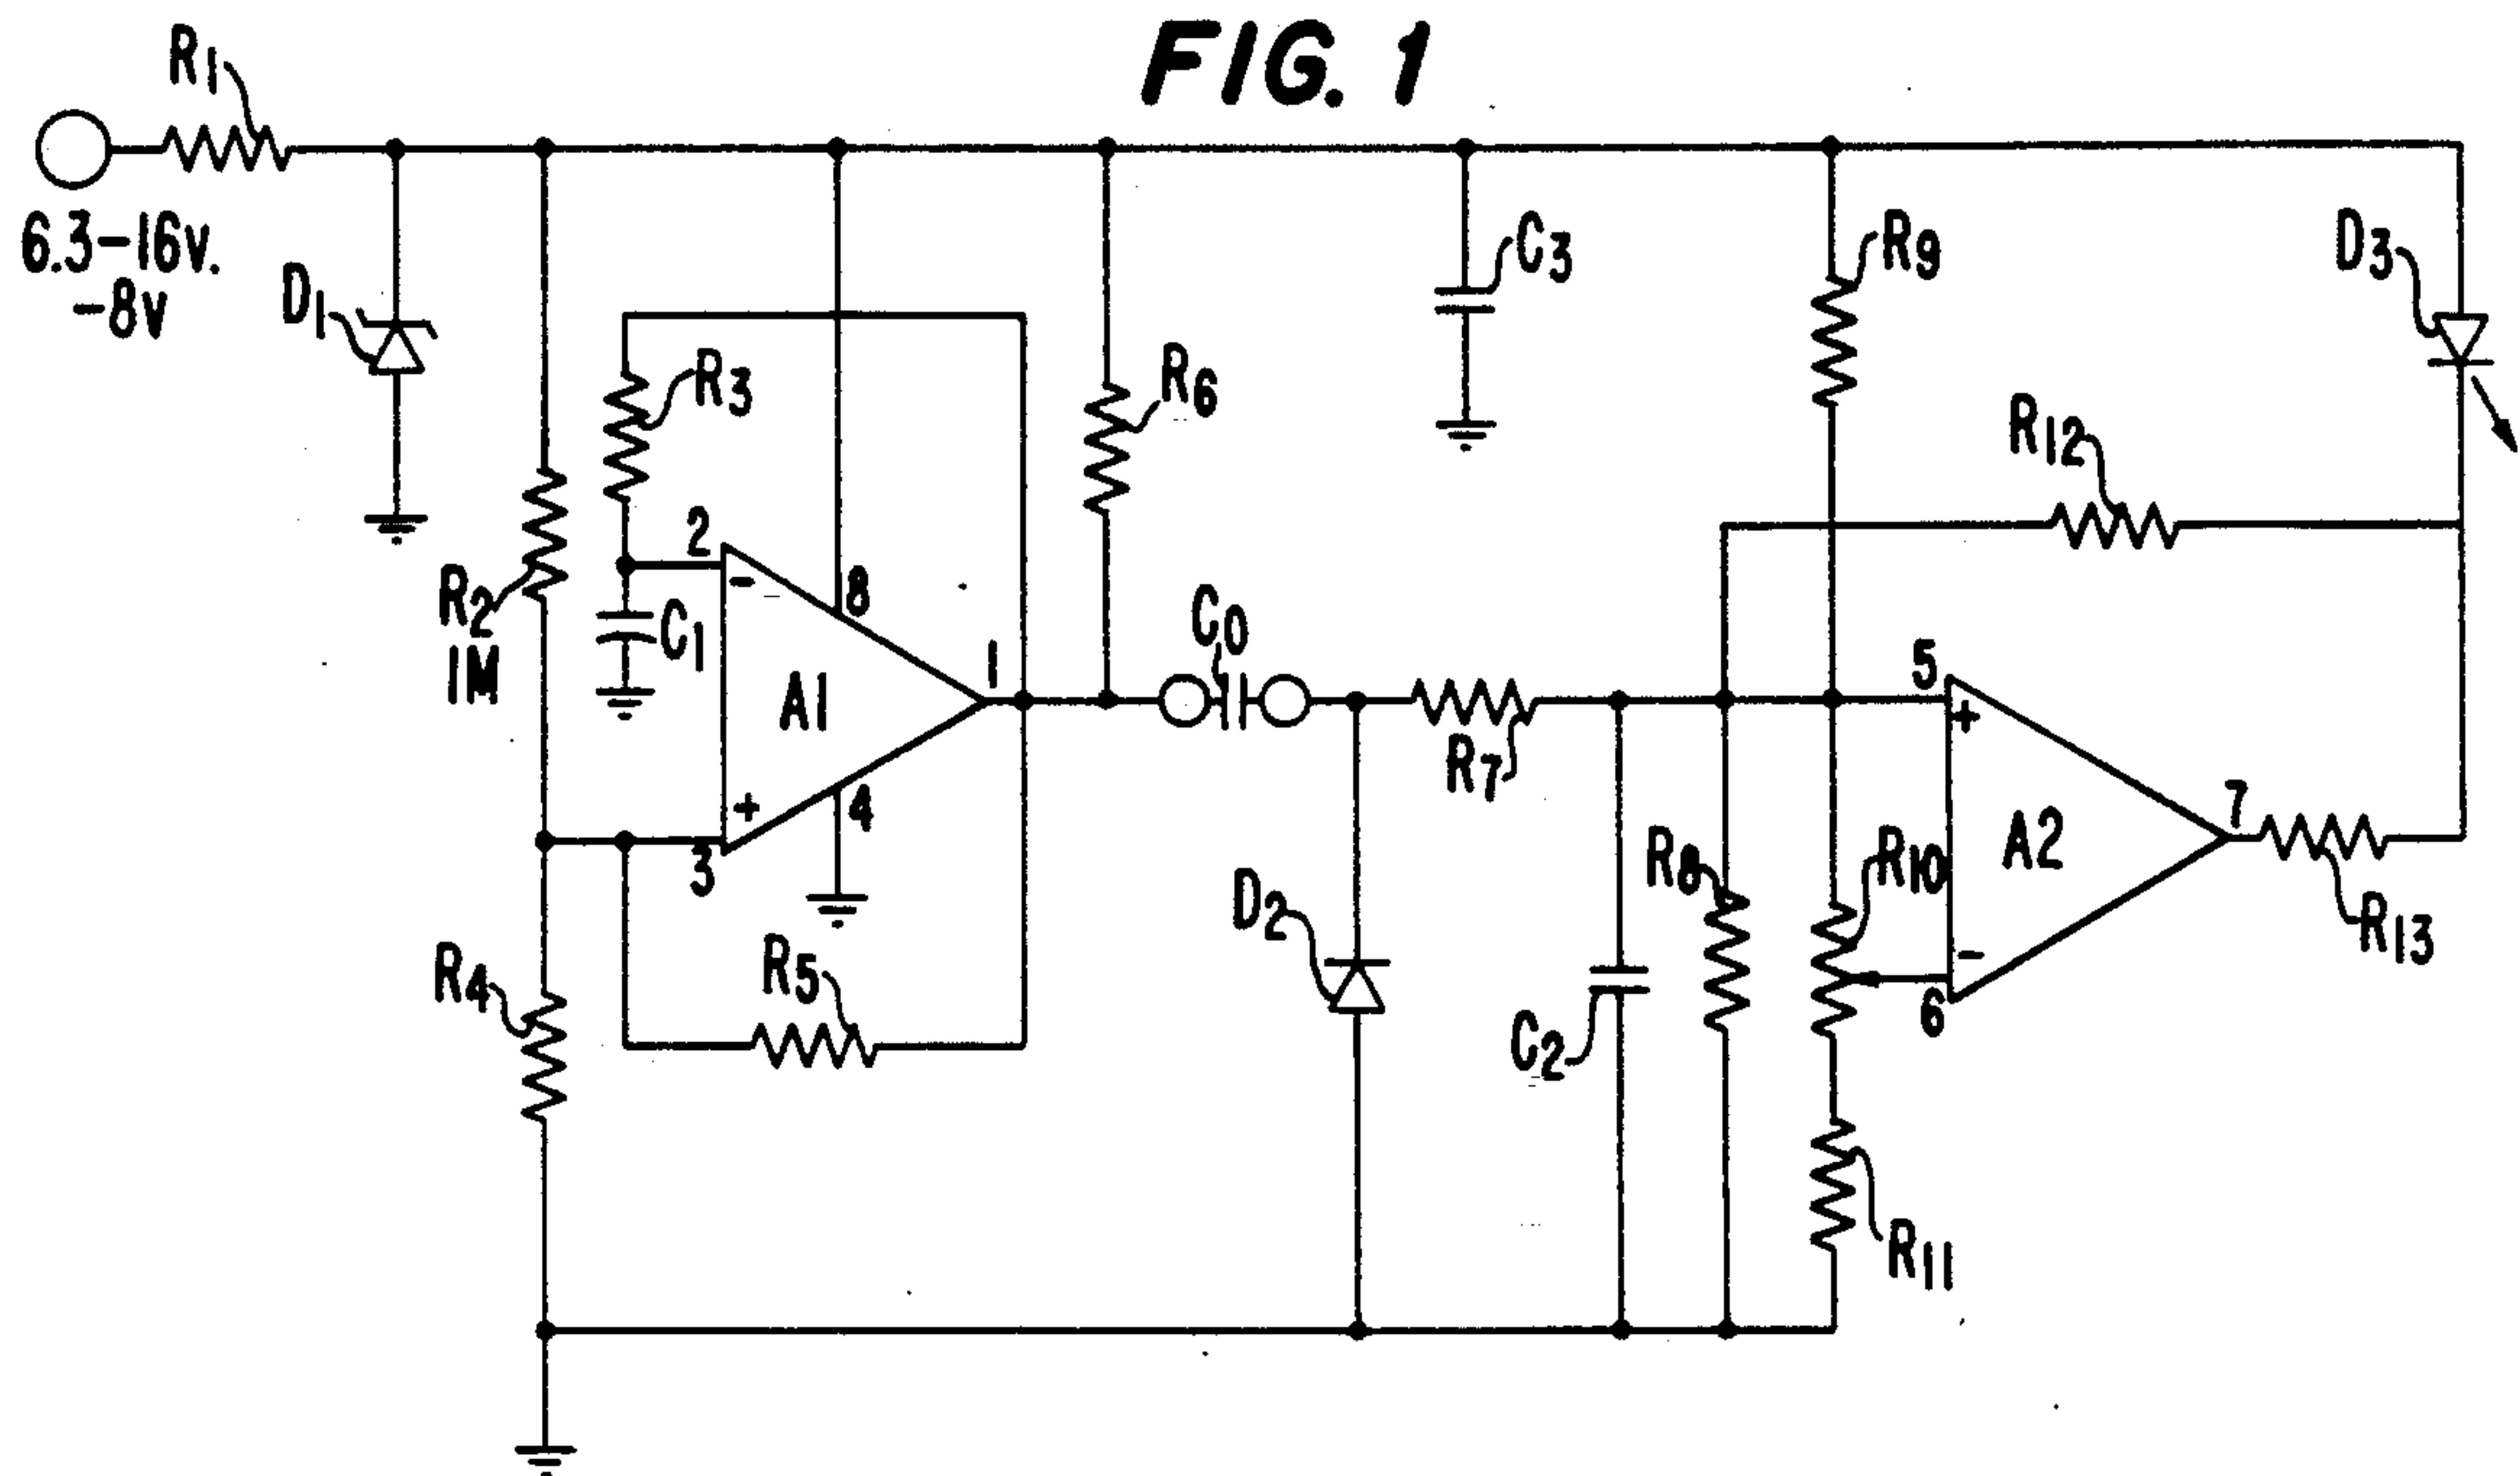 FIG. 1
R1
6.3-16v.
-8v
D1
C3
R9
D3
R3
R6
R12
2
8
R2
1M
C1
C0
1
5
A1
R7
+
-
3
4
7
R8
R10
A2
D2
R4
R5
R13
-
+
6
C2
R11